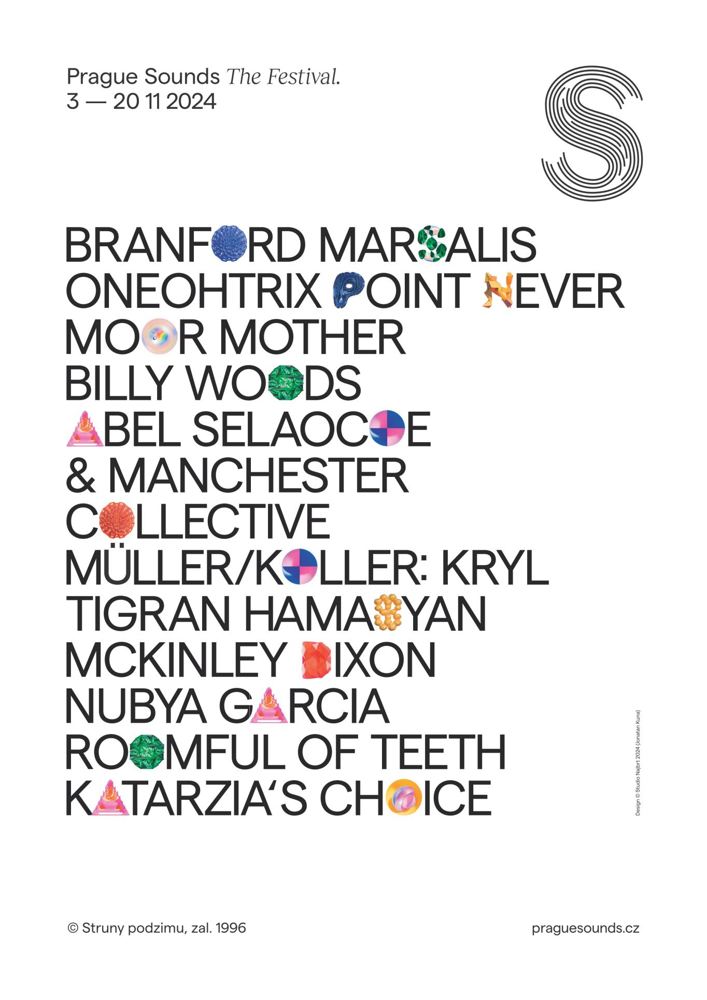 Prague Sounds The Festival.
3 — 20 11 2024
S
BRANFORD MARSALIS
ONEOHTRIX POINT NEVER
MOOR MOTHER
BILLY WOODS
ABEL SELAOCOE
& MANCHESTER
COLLECTIVE
MÜLLER/KOLLER: KRYL
TIGRAN HAMASYAN
MCKINLEY DIXON
NUBYA GARCIA
ROOMFUL OF TEETH
KATARZIA‘S CHOICE
Design © Studio Najbrt 2024 (Jonatan Kuna)
© Struny podzimu, zal. 1996
praguesounds.cz